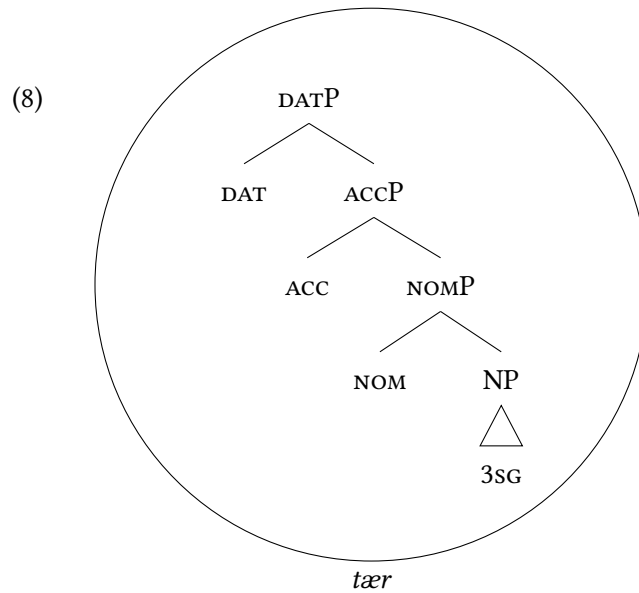 (8)
DATP
DAT ACCP
ACC NOMP
NOM NP
3SG
tær